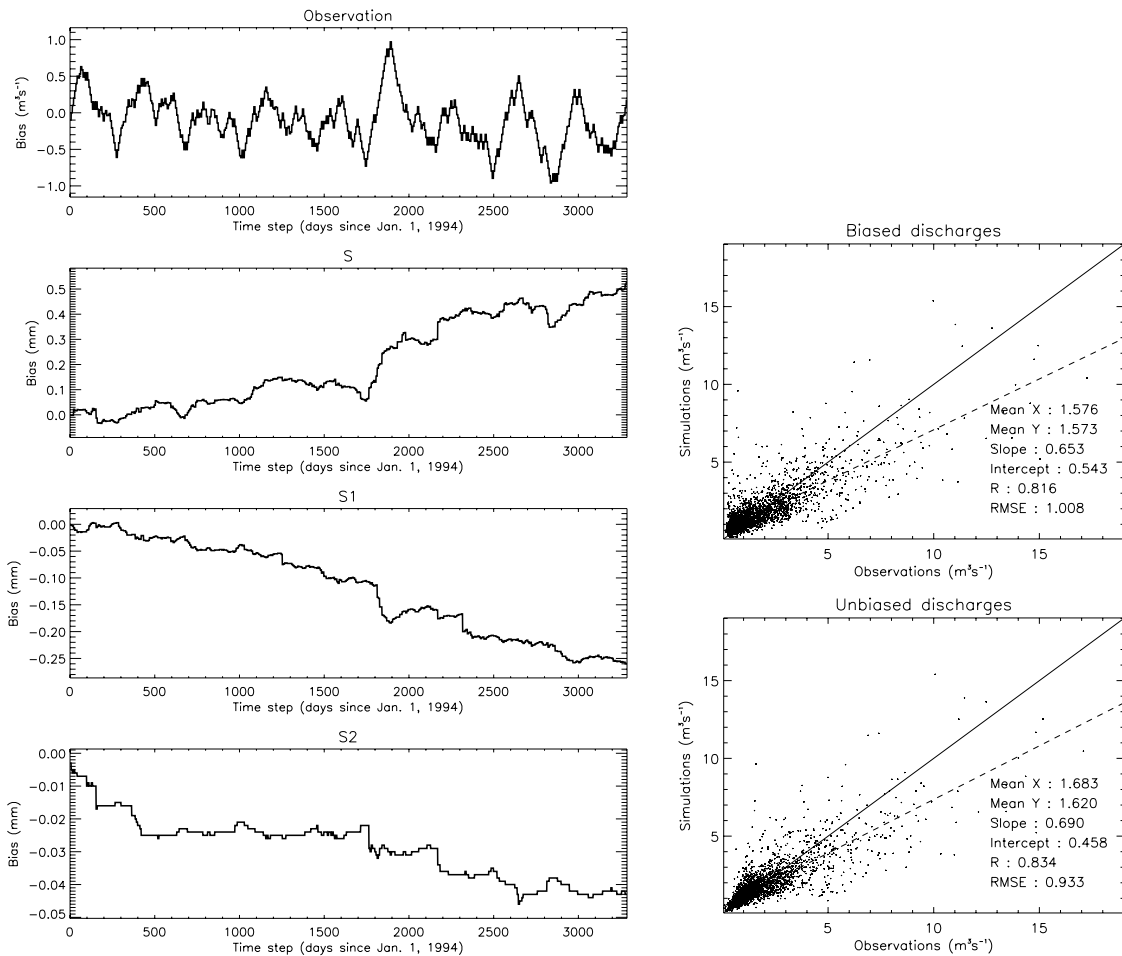 Observation
Bias (m³s⁻¹)
1.0
0.5
0.0
−0.5
−1.0
0 500 1000 1500 2000 2500 3000
Time step (days since Jan. 1, 1994)
S
Bias (mm)
0.5
0.4
0.3
0.2
0.1
0.0
0 500 1000 1500 2000 2500 3000
Time step (days since Jan. 1, 1994)
S1
Bias (mm)
0.00
−0.05
−0.10
−0.15
−0.20
−0.25
0 500 1000 1500 2000 2500 3000
Time step (days since Jan. 1, 1994)
S2
Bias (mm)
0.00
−0.01
−0.02
−0.03
−0.04
−0.05
0 500 1000 1500 2000 2500 3000
Time step (days since Jan. 1, 1994)
Biased discharges
Simulations (m³s⁻¹)
15
10
5
Mean X : 1.576
Mean Y : 1.573
Slope : 0.653
Intercept : 0.543
R : 0.816
RMSE : 1.008
5 10 15
Observations (m³s⁻¹)
Unbiased discharges
Simulations (m³s⁻¹)
15
10
5
Mean X : 1.683
Mean Y : 1.620
Slope : 0.690
Intercept : 0.458
R : 0.834
RMSE : 0.933
5 10 15
Observations (m³s⁻¹)